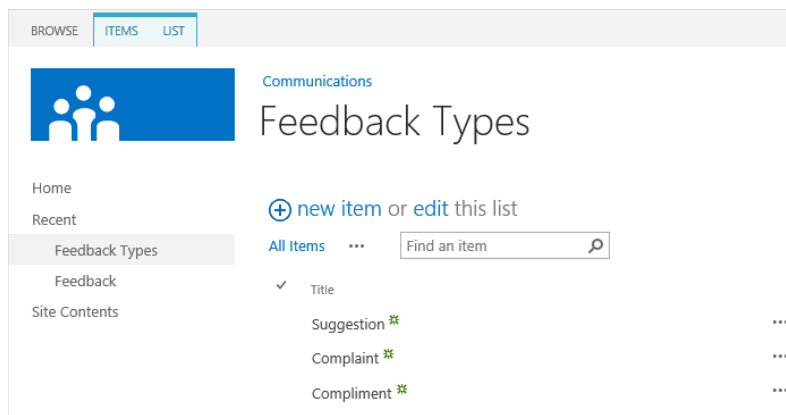 BROWSE ITEMS LIST
Communications
Feedback Types
Home
Recent
Feedback Types
Feedback
Site Contents
new item or edit this list
All Items ••• Find an item
Title
Suggestion •••
Complaint •••
Compliment •••